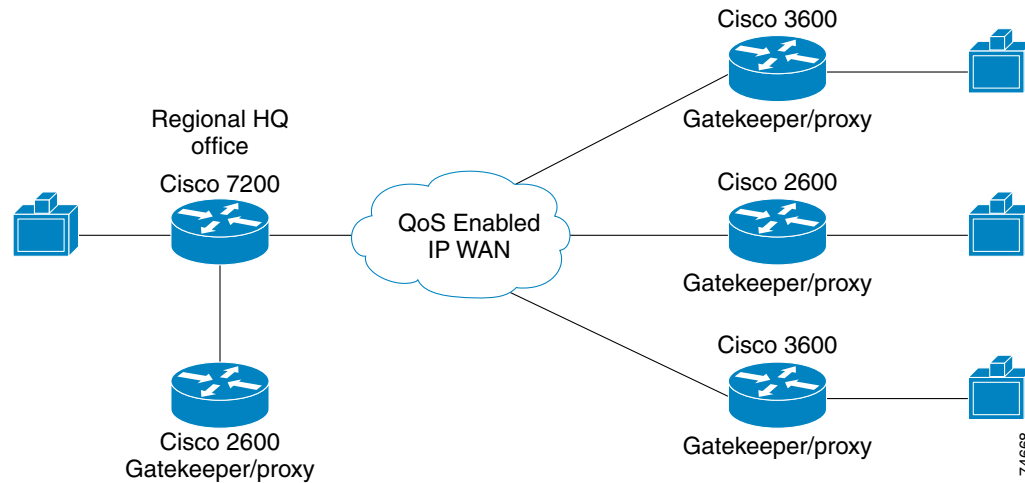 Regional HQ
office
Cisco 7200
Cisco 2600
Gatekeeper/proxy
QoS Enabled
IP WAN
Cisco 3600
Gatekeeper/proxy
Cisco 2600
Gatekeeper/proxy
Cisco 3600
Gatekeeper/proxy
74668